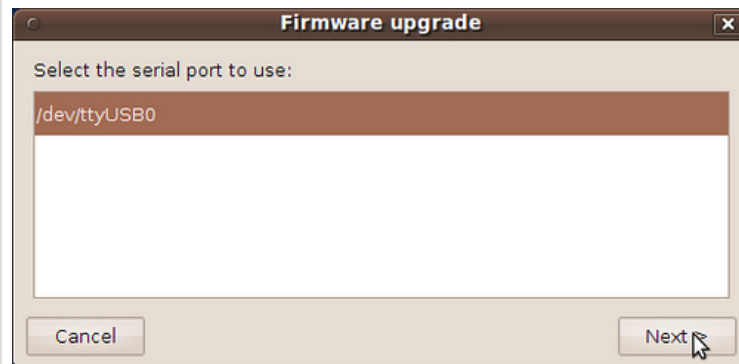 Firmware upgrade
Select the serial port to use:
/dev/ttyUSB0
Cancel
Next >